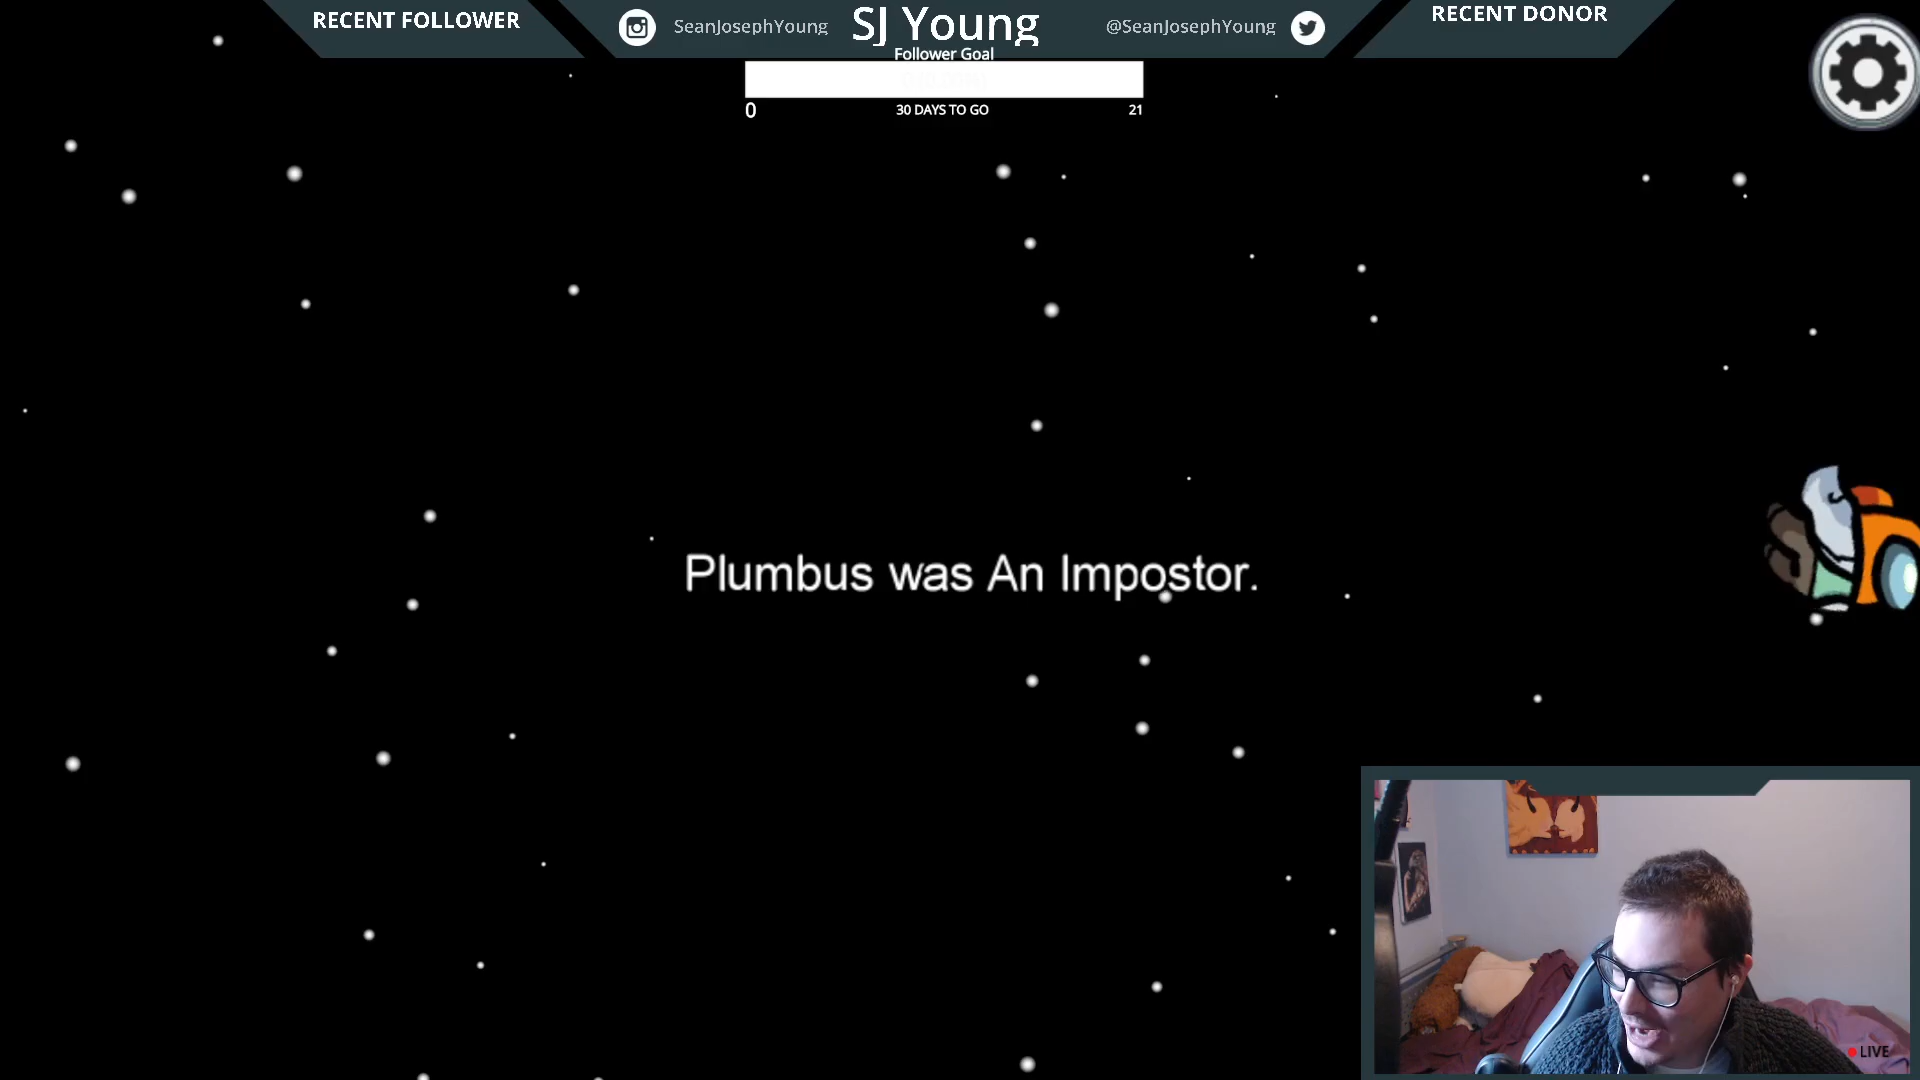 RECENT FOLLOWER
SeanJosephYoung
SJ Young
@SeanJosephYoung
RECENT DONOR
Follower Goal
0
30 DAYS TO GO
21
Plumbus was An Impostor.
LIVE